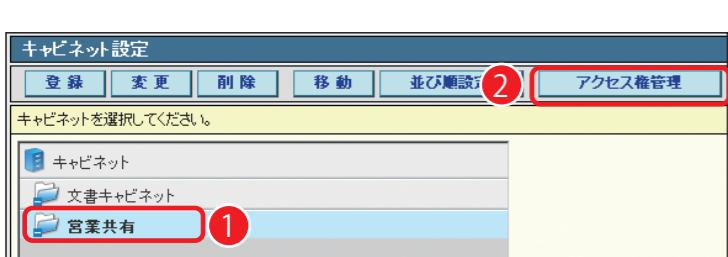 キャビネット設定
登録 変更 削除 移動 並び順設定 2 アクセス権管理
キャビネットを選択してください。
キャビネット
文書キャビネット
営業共有 1